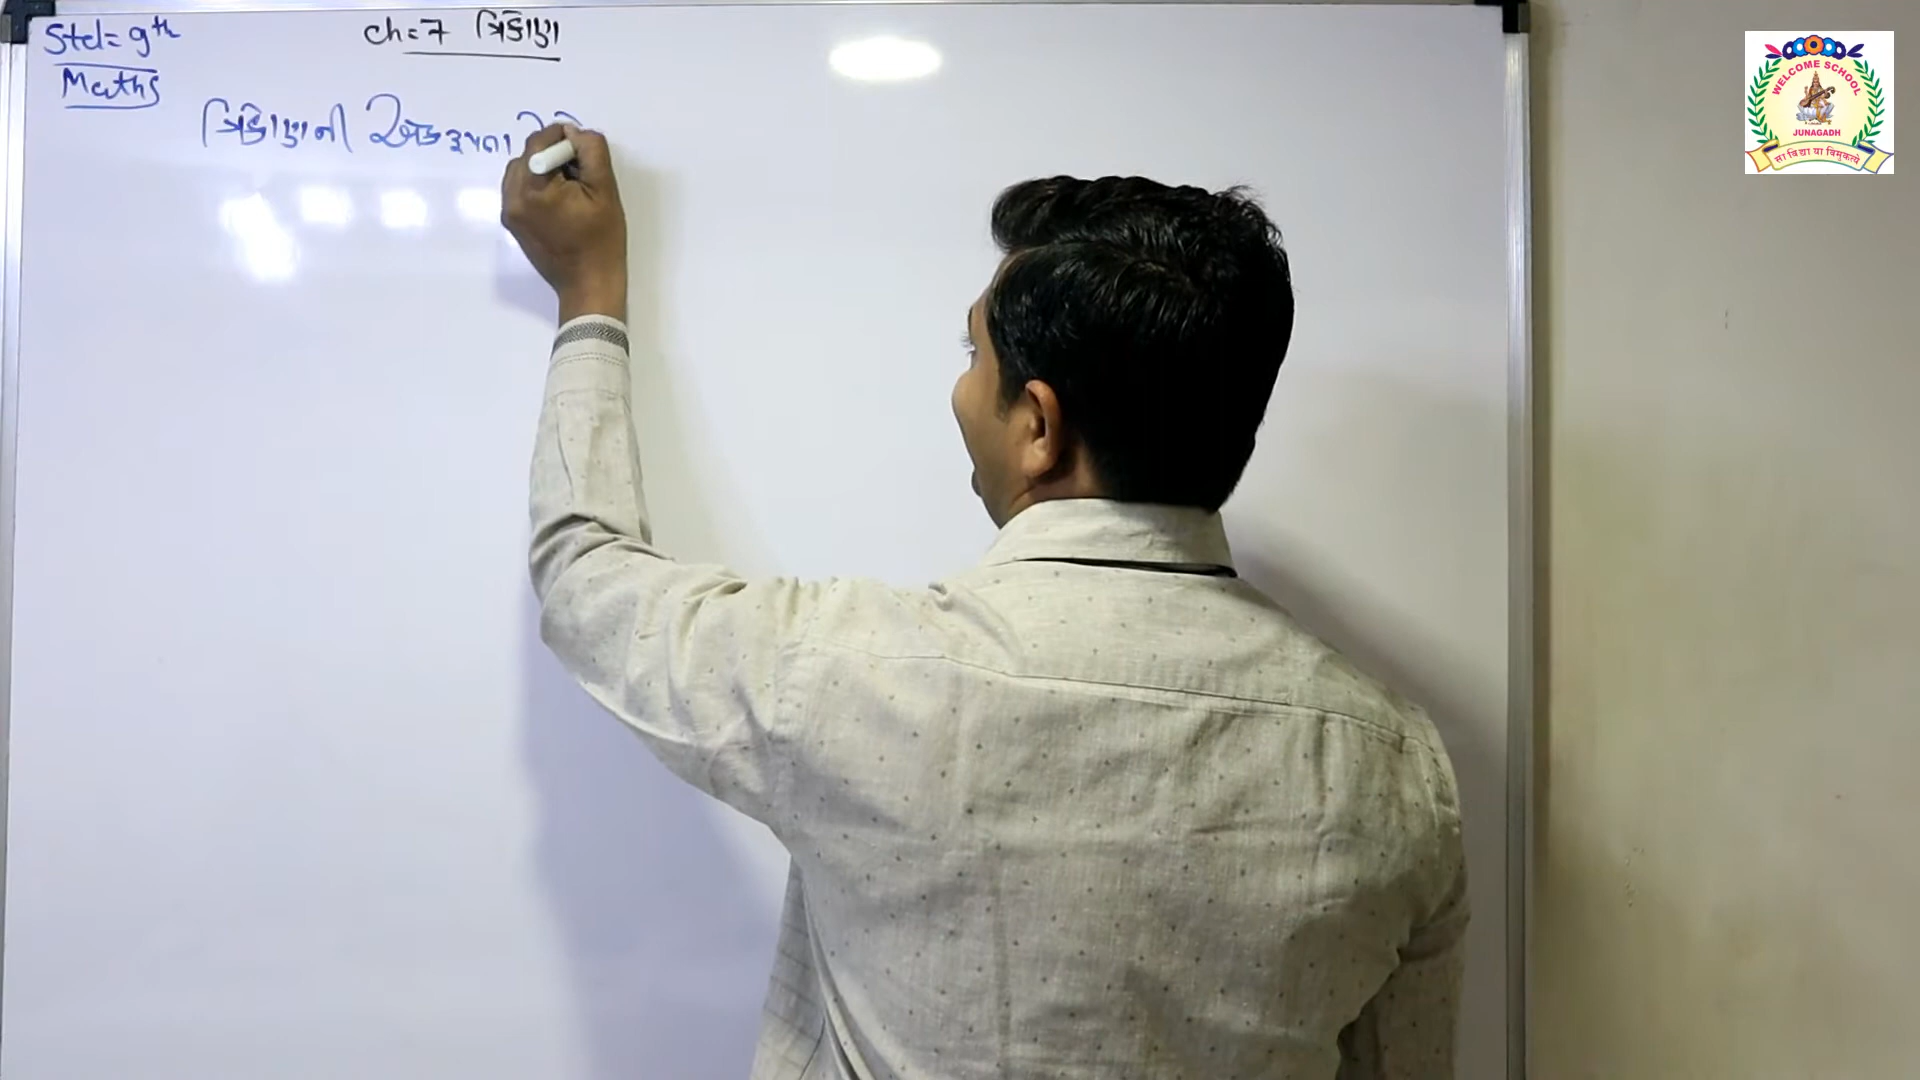 Std = 9th
Maths
ch = 7 ત્રિકોણ
ત્રિકોણની એકરૂપતા
WELCOME SCHOOL
JUNAGADH
सा विद्या या विमुक्तये